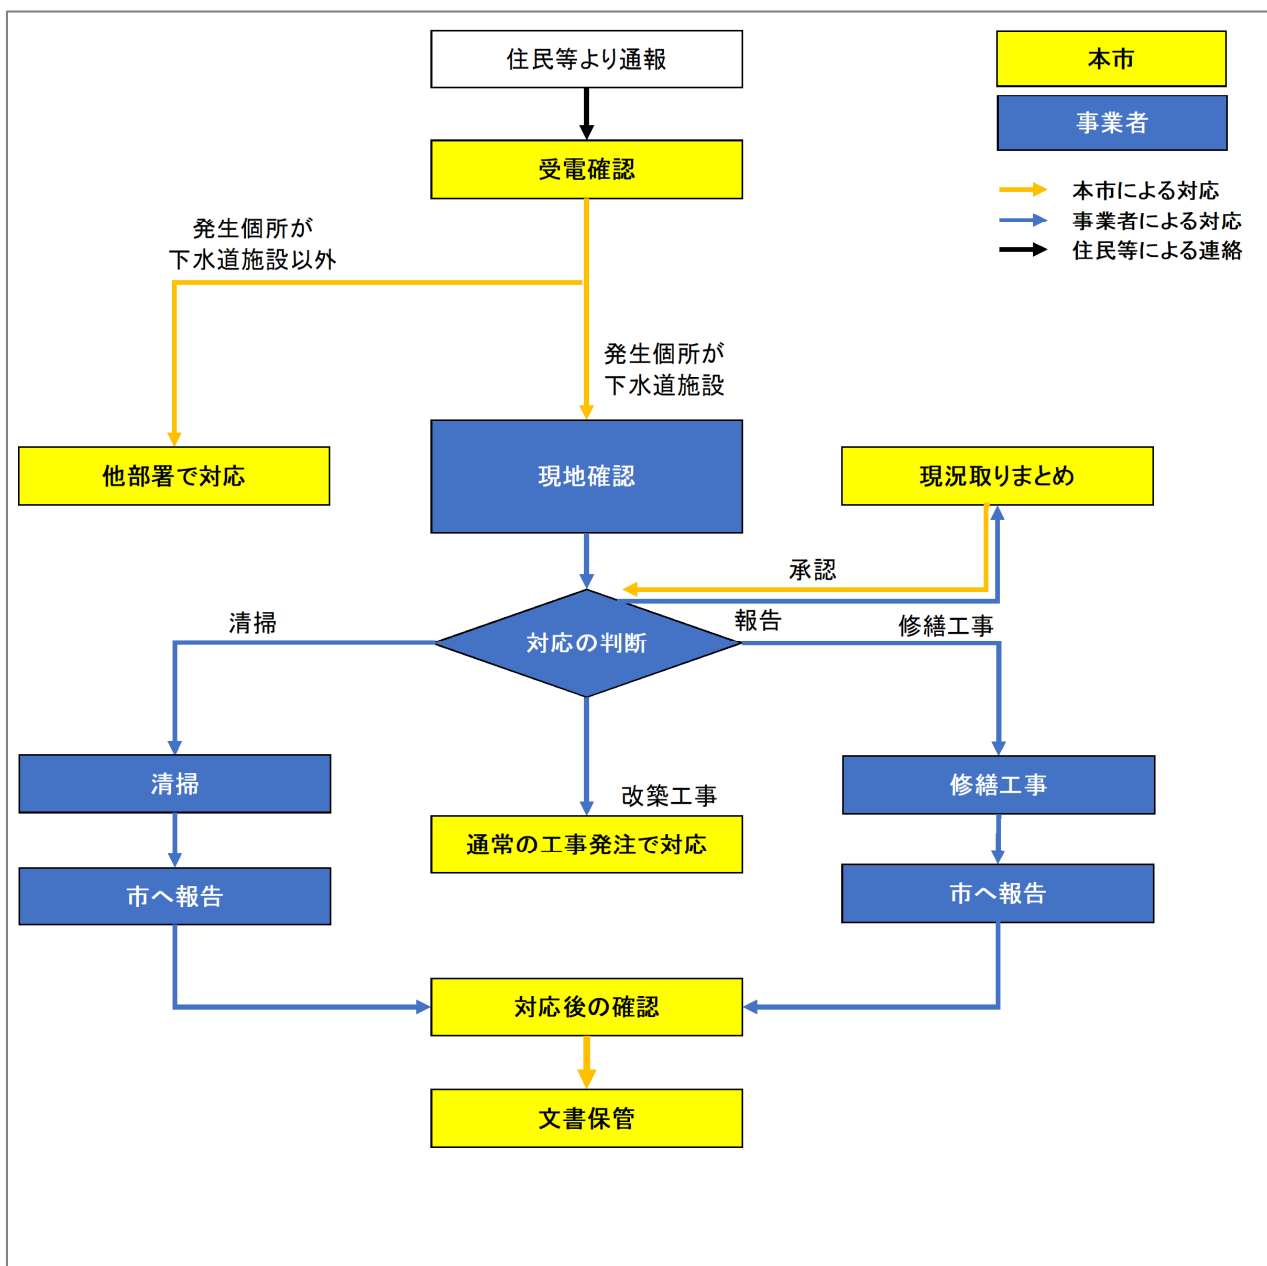 住民等より通報
本市
事業者
受電確認
本市による対応
事業者による対応
住民等による連絡
発生個所が
下水道施設以外
発生個所が
下水道施設
他部署で対応
現地確認
現況取りまとめ
承認
報告
清掃
対応の判断
修繕工事
清掃
修繕工事
改築工事
通常の工事発注で対応
市へ報告
市へ報告
対応後の確認
文書保管